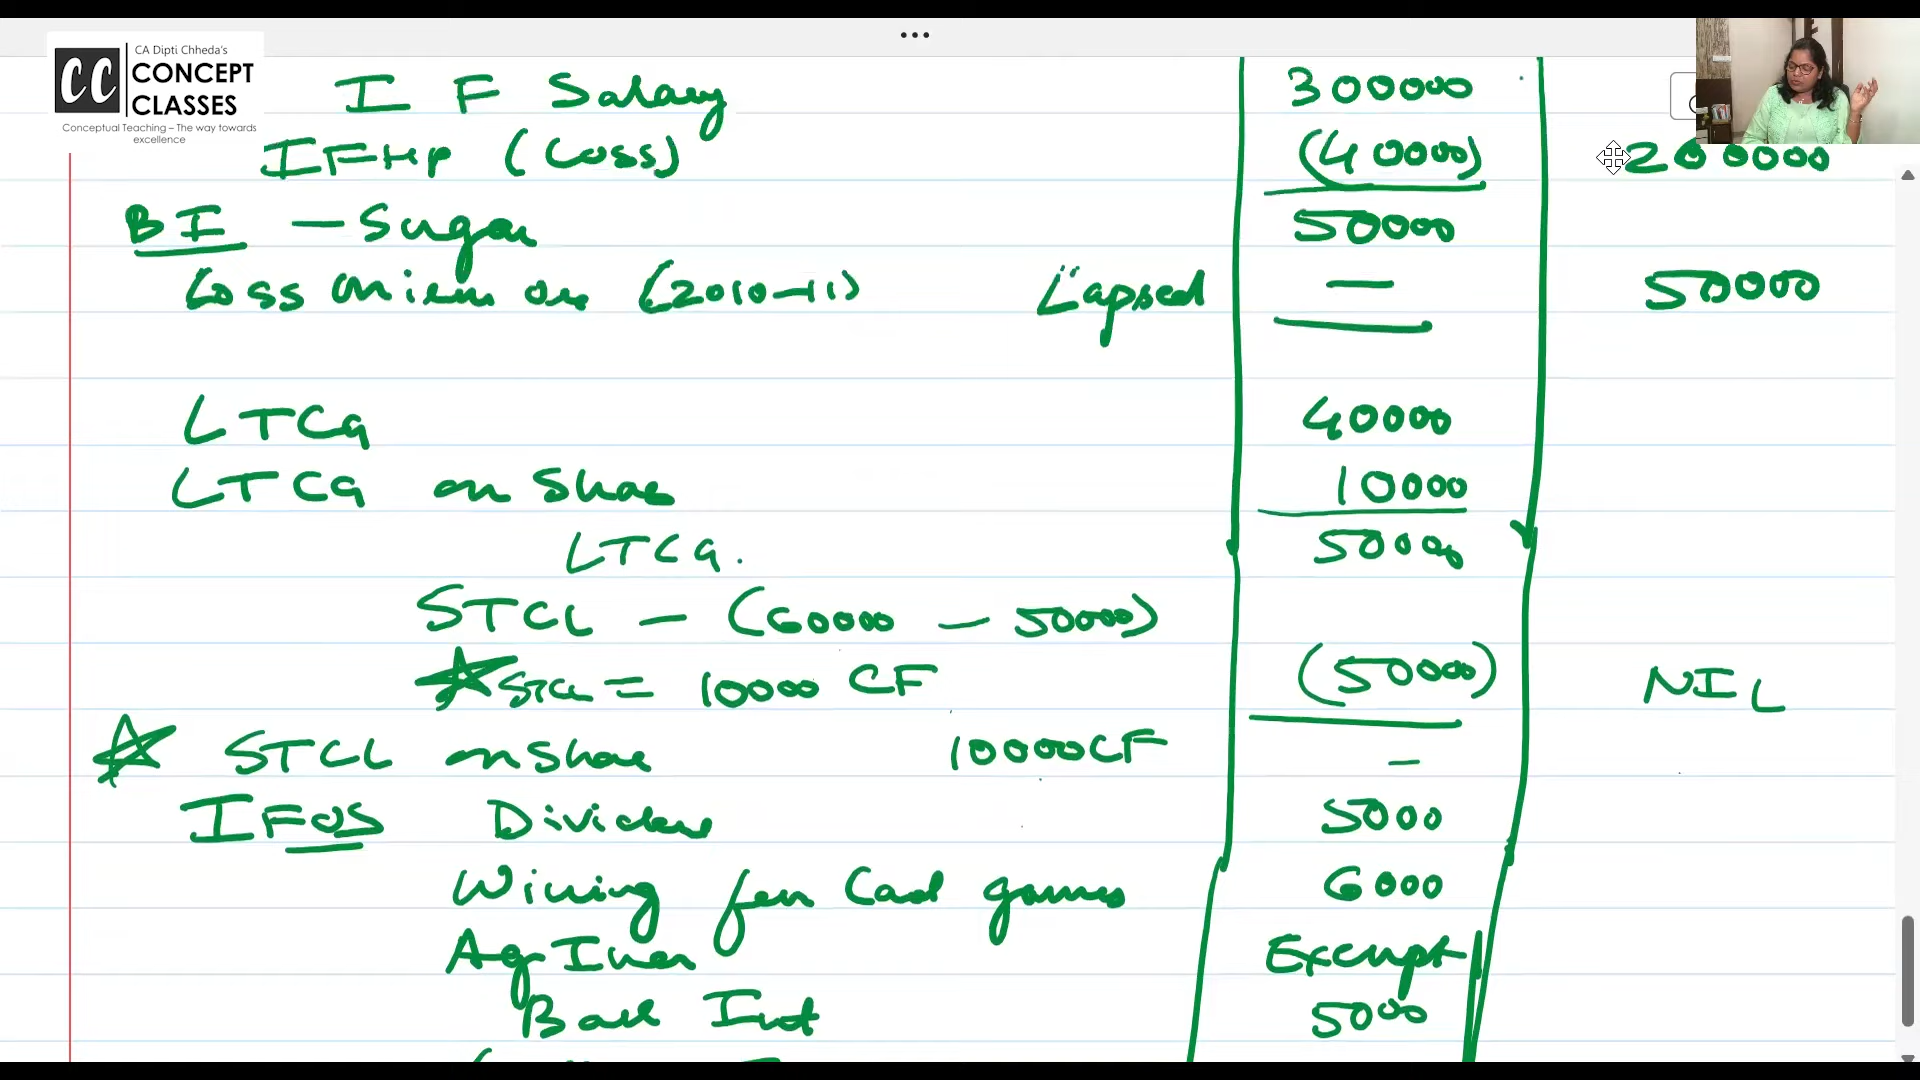 CA Dipti Chheda's
CC CONCEPT CLASSES
Conceptual Teaching – The way towards excellence
I F Salary 300000
IFHP (Loss) (40000) 200000
BI – Sugar 50000
Loss on (2010-11) Lapsed — 50000
LTCG 40000
LTCG on Share 10000
LTCG. 50000
STCL – (60000 – 50000)
STCL = 10000 CF (50000) NIL
STCL on Share 10000 CF –
IFOS Dividend 5000
Winning from Card games 6000
Ag Income Exempt
Bank Int 5000